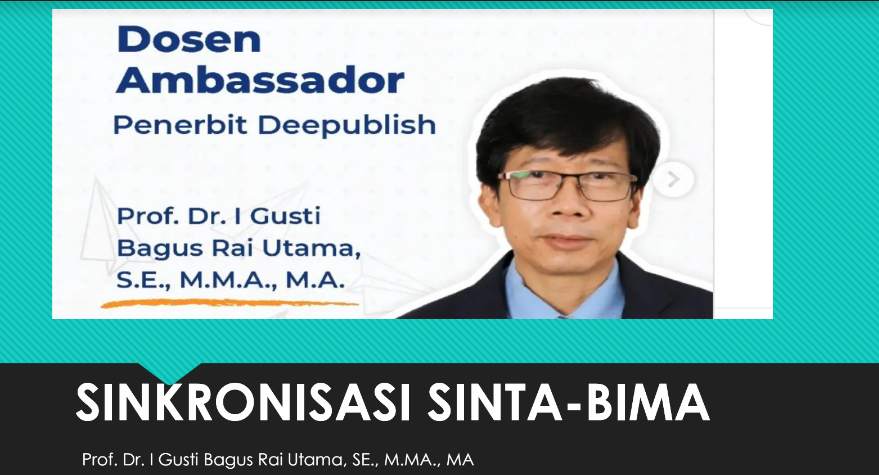 Dosen
Ambassador
Penerbit Deepublish
Prof. Dr. I Gusti
Bagus Rai Utama,
S.E., M.M.A., M.A.
SINKRONISASI SINTA-BIMA
Prof. Dr. I Gusti Bagus Rai Utama, SE., M.MA., MA